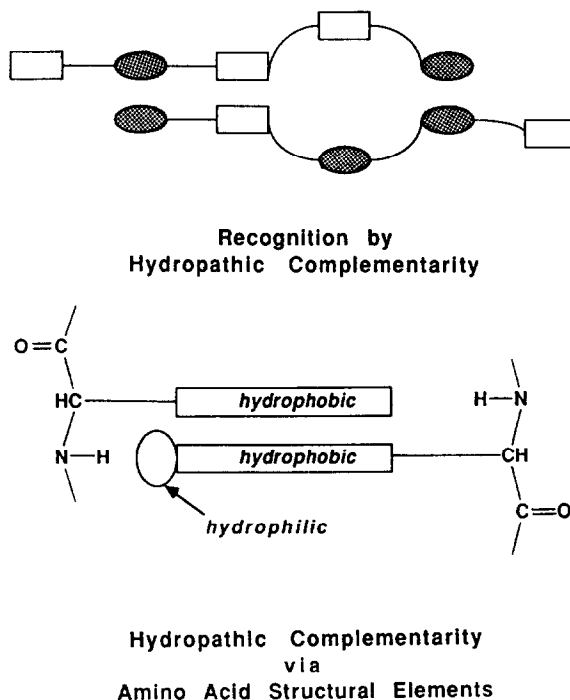 Recognition by
Hydropathic Complementarity
O=C
HC
hydrophobic
H—N
N—H
hydrophobic
CH
hydrophilic
C=O
Hydropathic Complementarity
via
Amino Acid Structural Elements